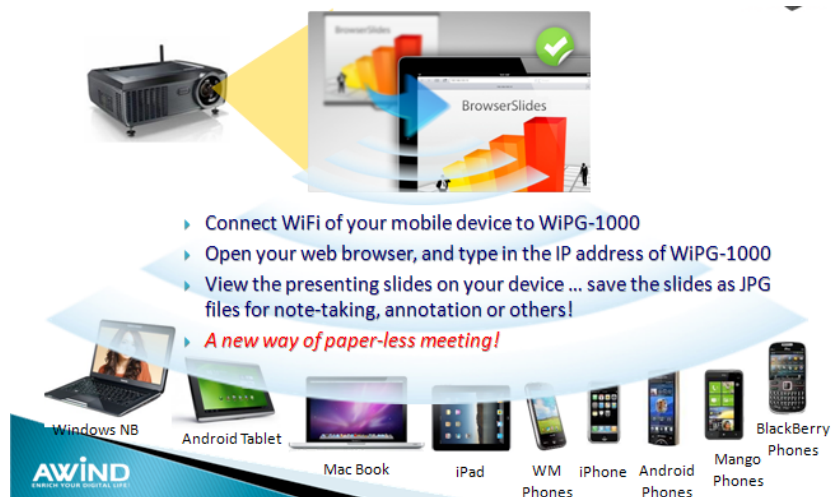 BrowserSlides
BrowserSlides
Connect WiFi of your mobile device to WiPG-1000
Open your web browser, and type in the IP address of WiPG-1000
View the presenting slides on your device ... save the slides as JPG
files for note-taking, annotation or others!
A new way of paper-less meeting!
Windows NB
Android Tablet
Mac Book
iPad
WM
Phones
iPhone
Android
Phones
Mango
Phones
BlackBerry
Phones
AWiND
ENRICH YOUR DIGITAL LIFE!